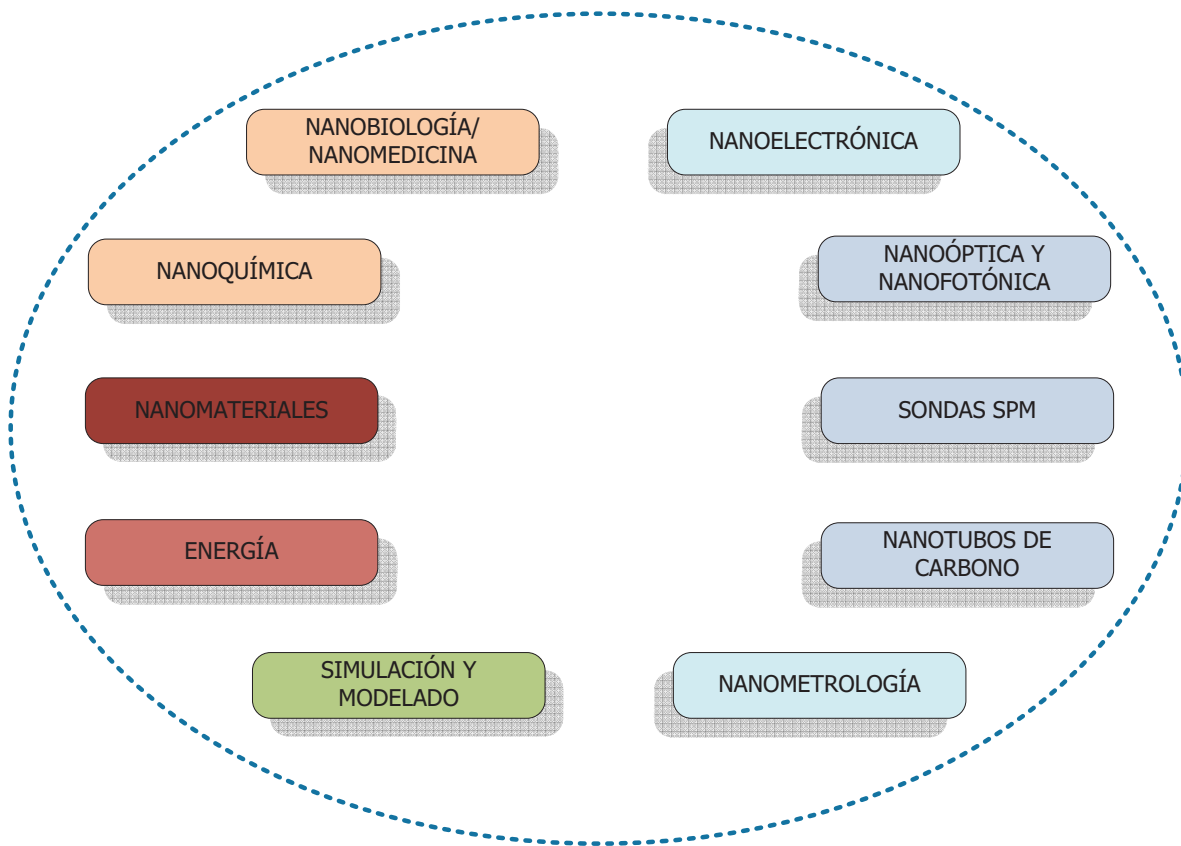 NANOBIOLOGÍA/
NANOMEDICINA
NANOELECTRÓNICA
NANOQUÍMICA
NANOÓPTICA Y
NANOFOTÓNICA
NANOMATERIALES
SONDAS SPM
ENERGÍA
NANOTUBOS DE
CARBONO
SIMULACIÓN Y
MODELADO
NANOMETROLOGÍA